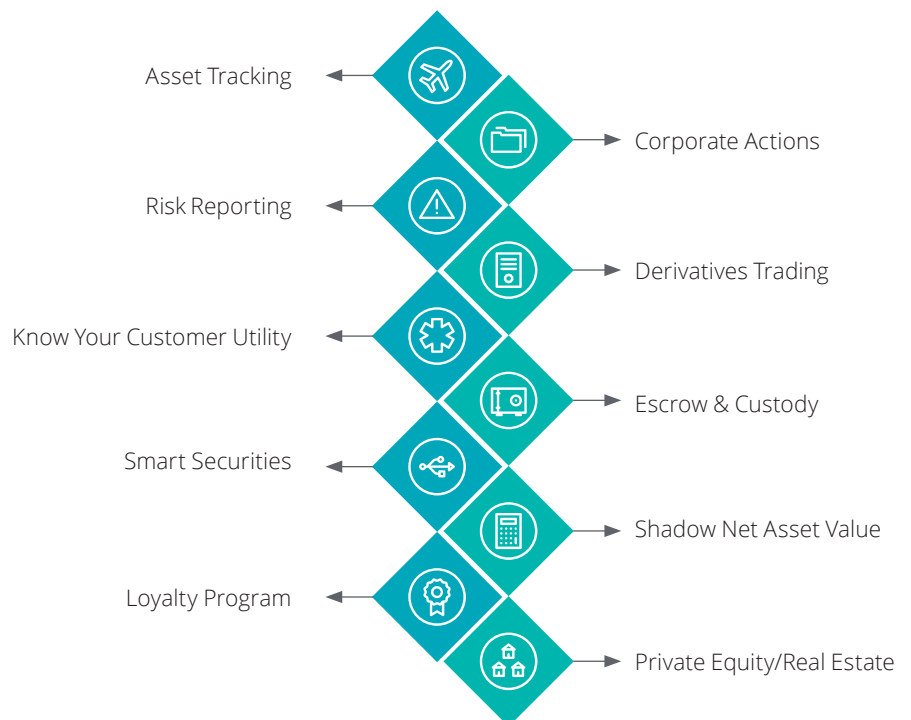 Asset Tracking
Corporate Actions
Risk Reporting
Derivatives Trading
Know Your Customer Utility
Escrow & Custody
Smart Securities
Shadow Net Asset Value
Loyalty Program
Private Equity/Real Estate